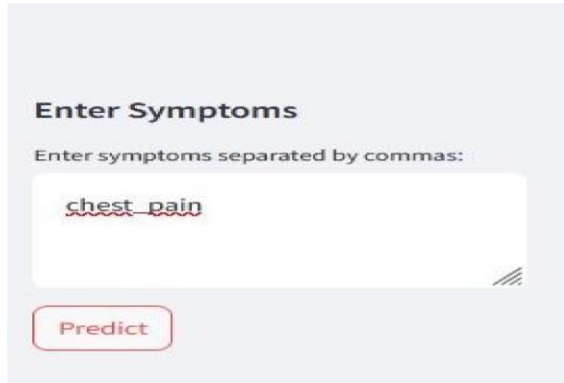 Enter Symptoms
Enter symptoms separated by commas:
chest_pain
Predict